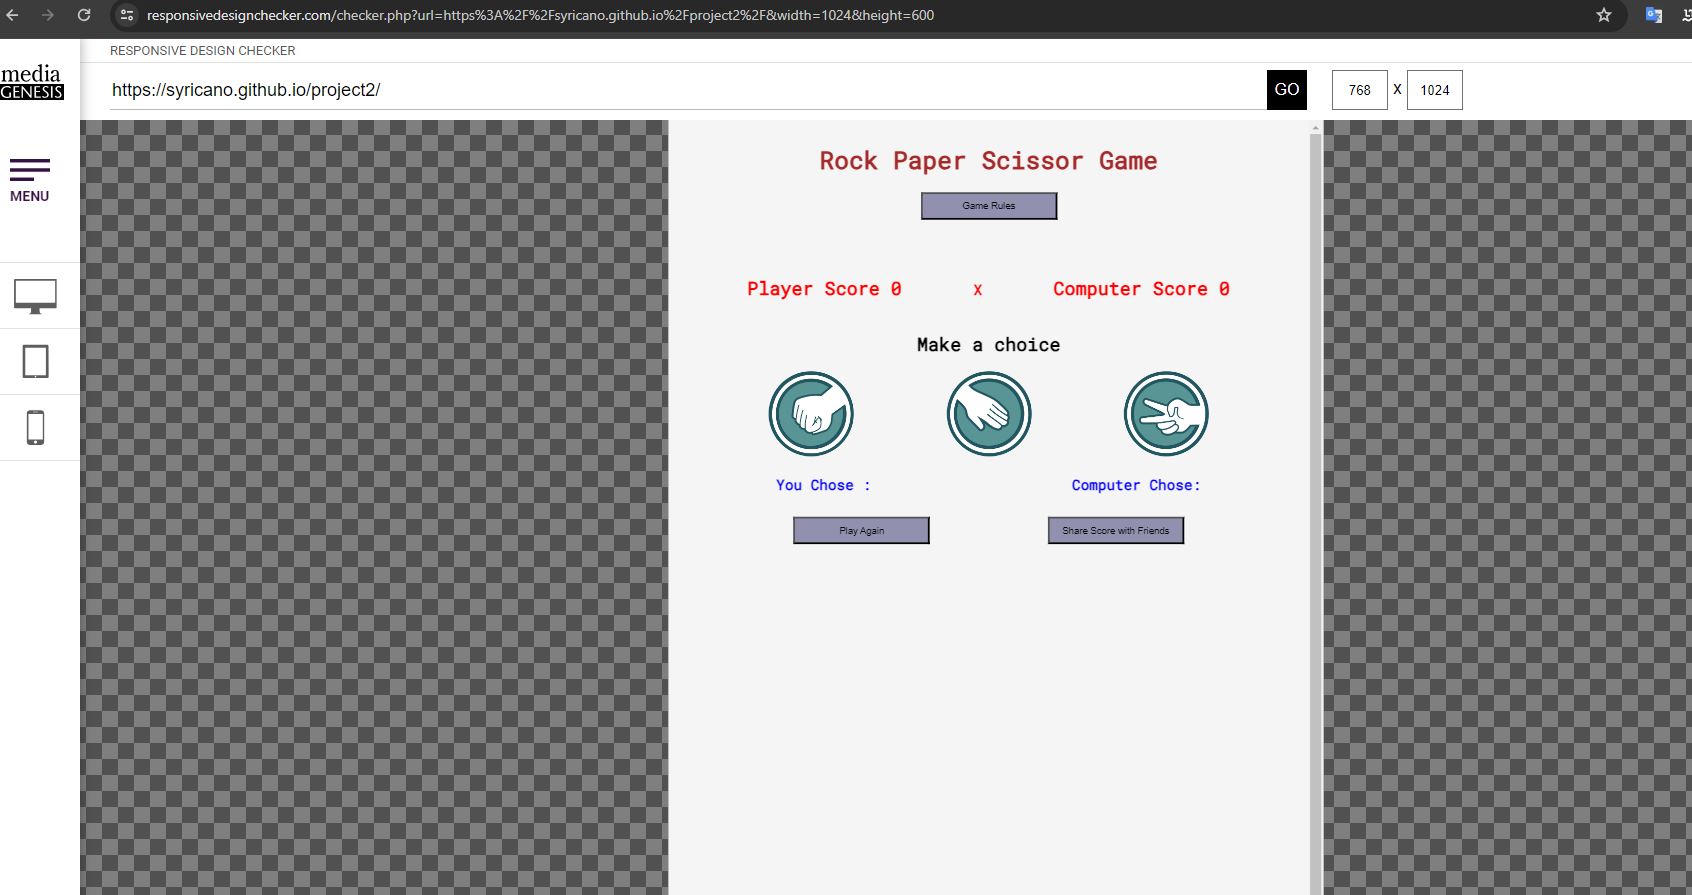 responsivedesignchecker.com/checker.php?url=https%3A%2F%2Fsyricano.github.io%2Fproject2%2F&width=1024&height=600
RESPONSIVE DESIGN CHECKER
media
GENESIS
https://syricano.github.io/project2/
GO
768 X 1024
MENU
Rock Paper Scissor Game
Game Rules
Player Score 0 x Computer Score 0
Make a choice
You Chose : Computer Chose:
Play Again Share Score with Friends